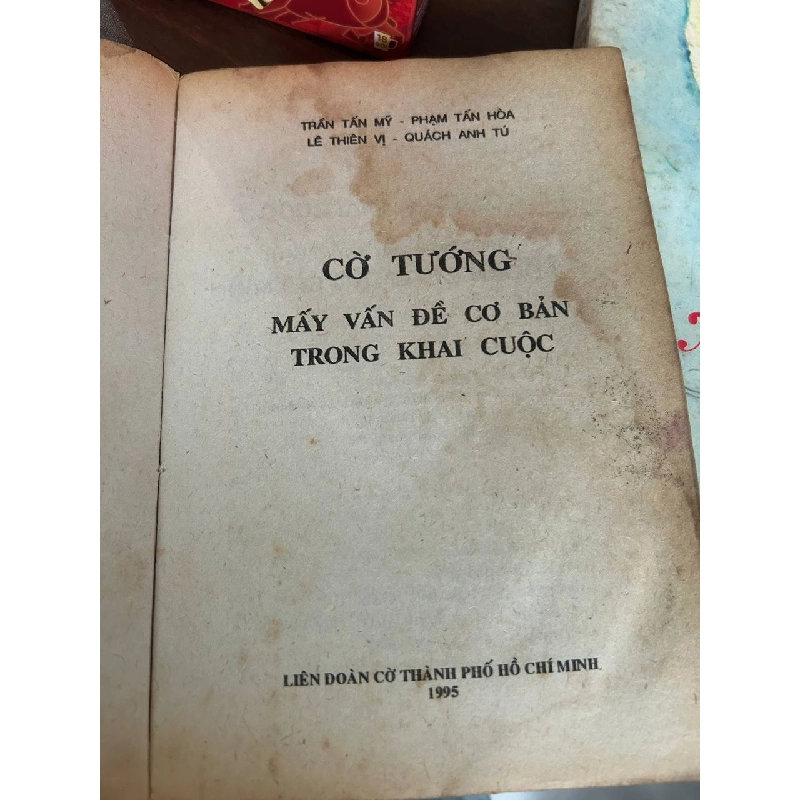 TRẦN TẤN MỸ - PHẠM TẤN HÒA
LÊ THIÊN VỊ - QUÁCH ANH TÚ
CỜ TƯỚNG
MẤY VẤN ĐỀ CƠ BẢN
TRONG KHAI CUỘC
LIÊN ĐOÀN CỜ THÀNH PHỐ HỒ CHÍ MINH
1995